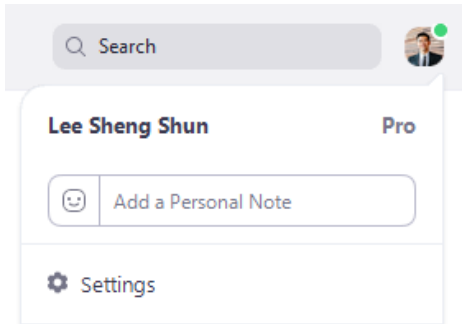 Search
Lee Sheng Shun Pro
Add a Personal Note
Settings